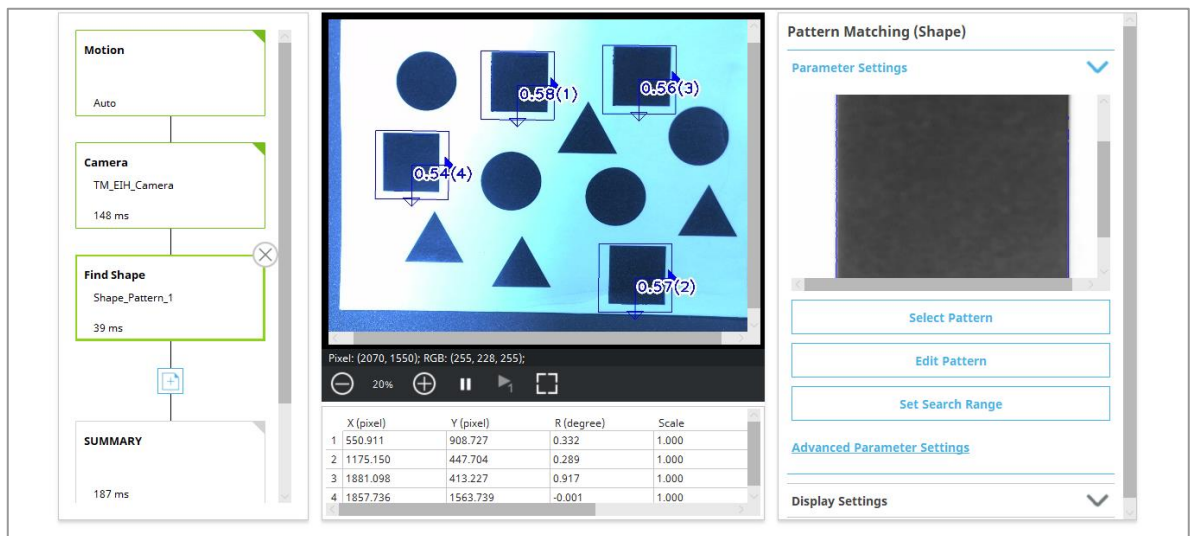 Motion
Auto
Camera
TM_EIH_Camera
148 ms
Find Shape
Shape_Pattern_1
39 ms
SUMMARY
187 ms
0.58(1)
0.56(3)
0.54(4)
0.57(2)
Pixel: (2070, 1550); RGB: (255, 228, 255);
20%
1
X (pixel) Y (pixel) R (degree) Scale
1 550.911 908.727 0.332 1.000
2 1175.150 447.704 0.289 1.000
3 1881.098 413.227 0.917 1.000
4 1857.736 1563.739 -0.001 1.000
Pattern Matching (Shape)
Parameter Settings
Select Pattern
Edit Pattern
Set Search Range
Advanced Parameter Settings
Display Settings